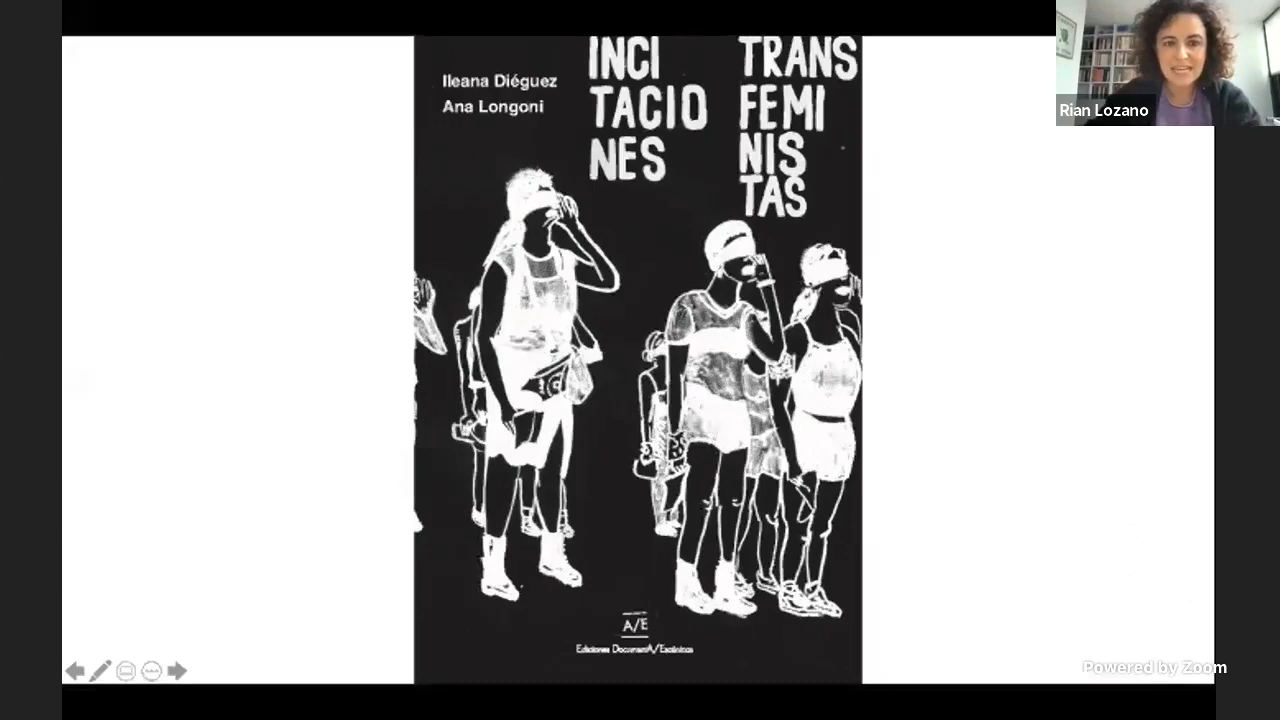 Ileana Diéguez
Ana Longoni
INCI
TACIO
NES
TRANS
FEMI
NIS
TAS
A/E
Ediciones DocumentA/Escénicas
Rian Lozano
Powered by Zoom